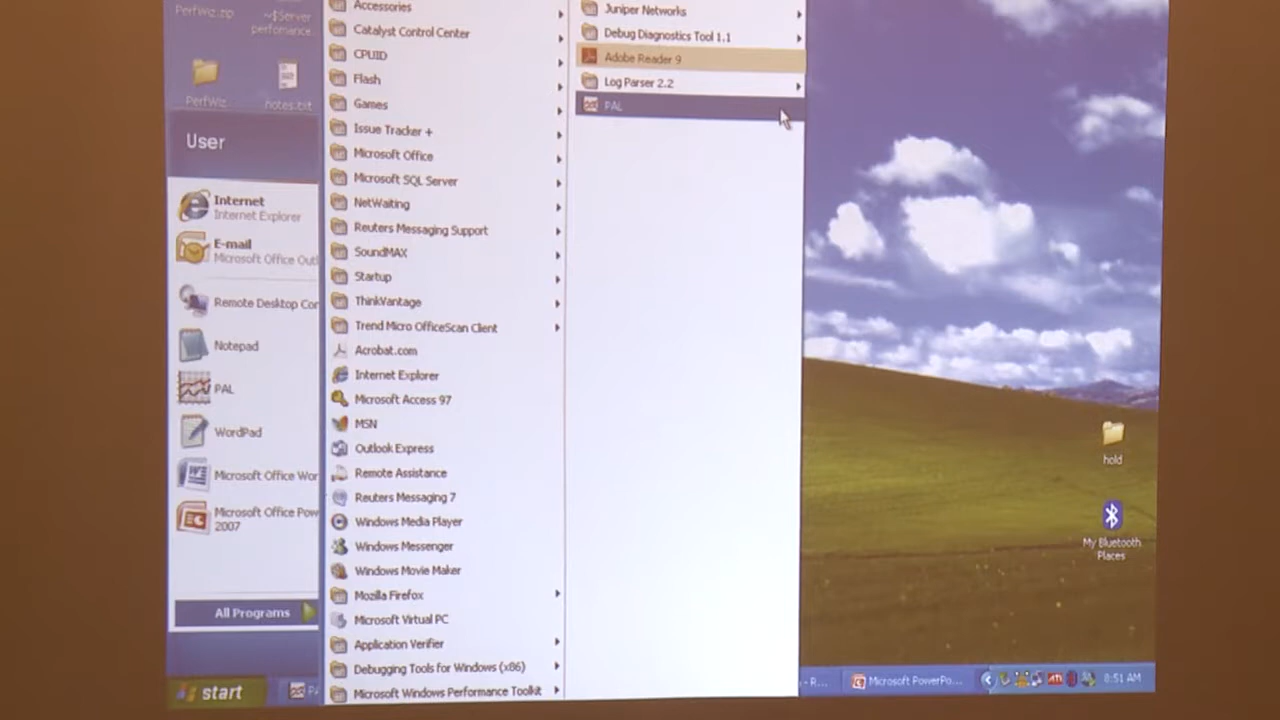 PerfWiz.zip
~$Server
perfomance...
PerfWiz
notes.txt
User
Internet
Internet Explorer
E-mail
Microsoft Office Outl
Remote Desktop Cor
Notepad
PAL
WordPad
Microsoft Office Wor
Microsoft Office Pow
2007
All Programs
start
Accessories
Catalyst Control Center
CPUID
Flash
Games
Issue Tracker +
Microsoft Office
Microsoft SQL Server
NetWaiting
Reuters Messaging Support
SoundMAX
Startup
ThinkVantage
Trend Micro OfficeScan Client
Acrobat.com
Internet Explorer
Microsoft Access 97
MSN
Outlook Express
Remote Assistance
Reuters Messaging 7
Windows Media Player
Windows Messenger
Windows Movie Maker
Mozilla Firefox
Microsoft Virtual PC
Application Verifier
Debugging Tools for Windows (x86)
Microsoft Windows Performance Toolkit
Juniper Networks
Debug Diagnostics Tool 1.1
Adobe Reader 9
Log Parser 2.2
PAL
hold
My Bluetooth
Places
PA
- R...
Microsoft PowerPo...
ATI
8:51 AM